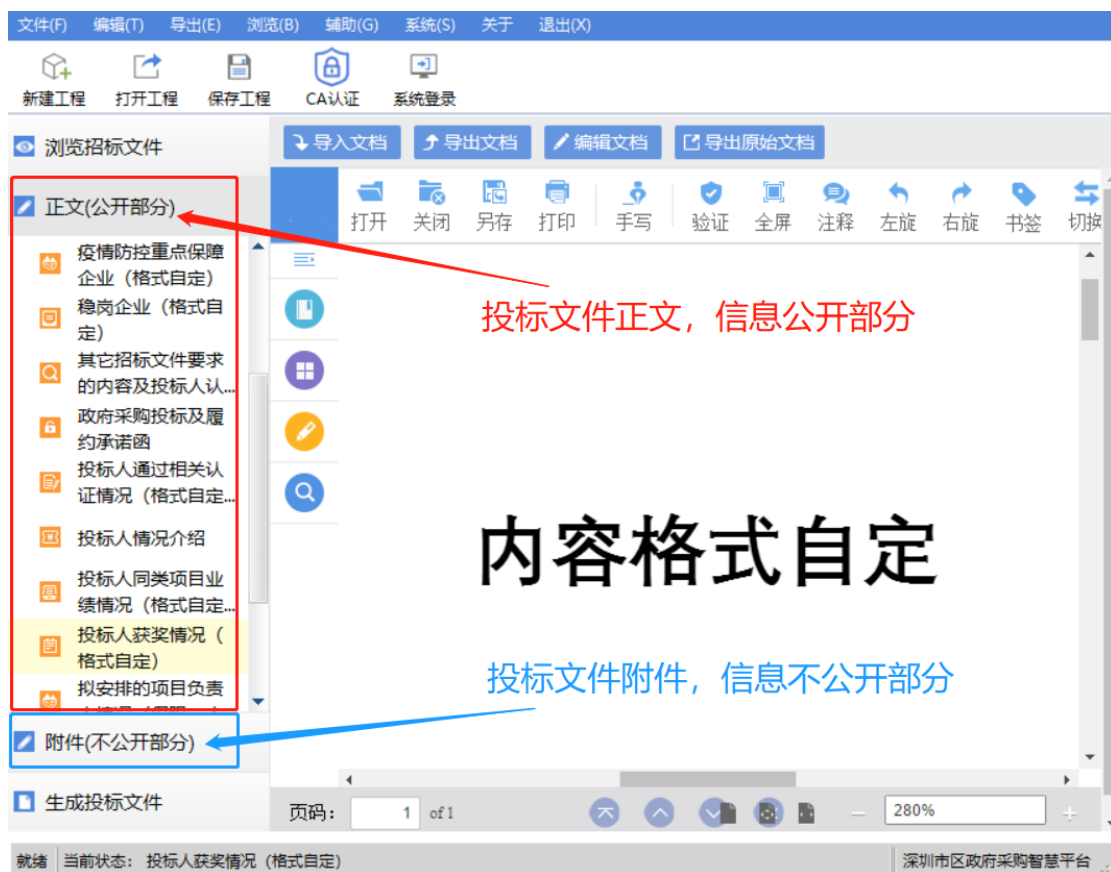 文件(F) 编辑(T) 导出(E) 浏览(B) 辅助(G) 系统(S) 关于 退出(X)
新建工程 打开工程 保存工程 CA认证 系统登录
浏览招标文件
导入文档 导出文档 编辑文档 导出原始文档
正文(公开部分)
打开 关闭 另存 打印 手写 验证 全屏 注释 左旋 右旋 书签 切换
疫情防控重点保障
企业（格式自定）
稳岗企业（格式自
定）
其它招标文件要求
的内容及投标人认...
政府采购投标及履
约承诺函
投标人通过相关认
证情况（格式自定...
投标人情况介绍
投标人同类项目业
绩情况（格式自定...
投标人获奖情况（
格式自定）
拟安排的项目负责
投标文件正文，信息公开部分
内容格式自定
投标文件附件，信息不公开部分
附件(不公开部分)
生成投标文件
页码: 1 of 1 280%
就绪 当前状态: 投标人获奖情况（格式自定） 深圳市区政府采购智慧平台